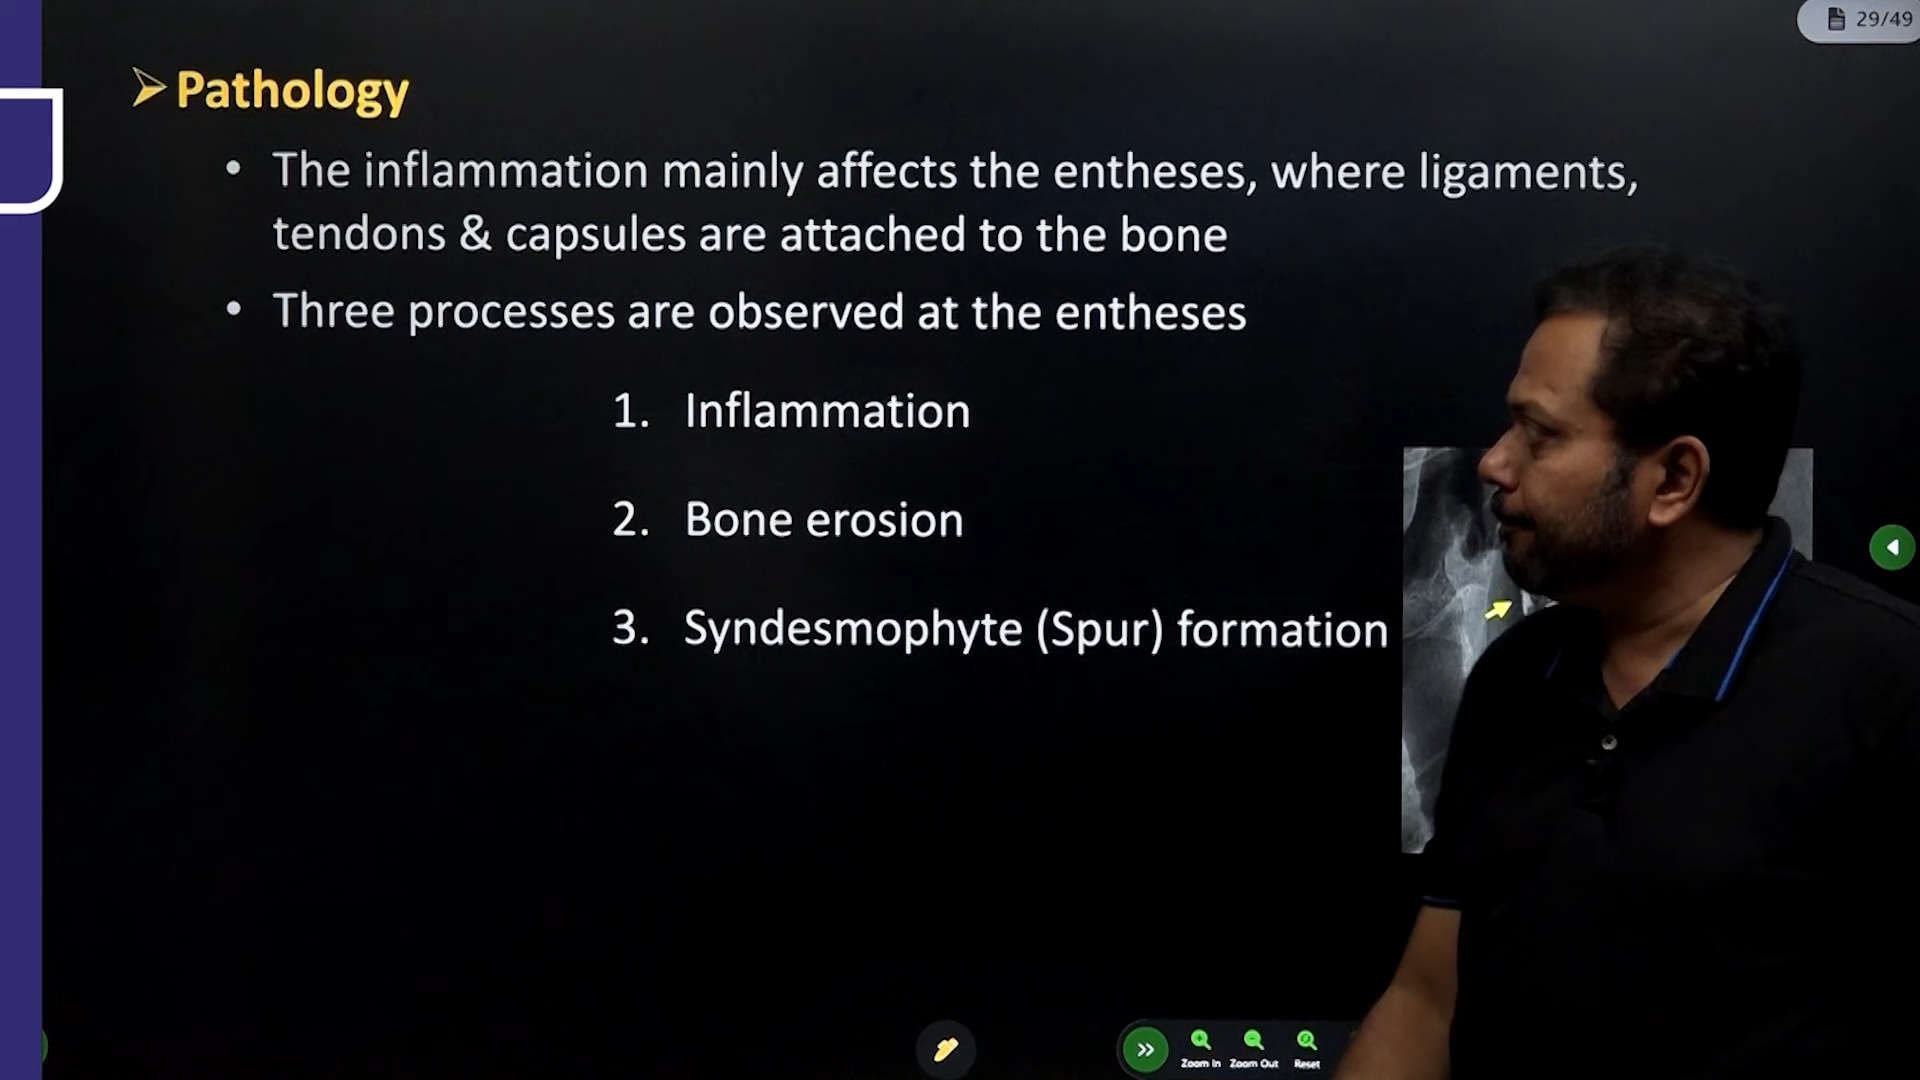 29/49
Pathology
• The inflammation mainly affects the entheses, where ligaments,
tendons & capsules are attached to the bone
• Three processes are observed at the entheses
1. Inflammation
2. Bone erosion
3. Syndesmophyte (Spur) formation
Zoom In Zoom Out Reset